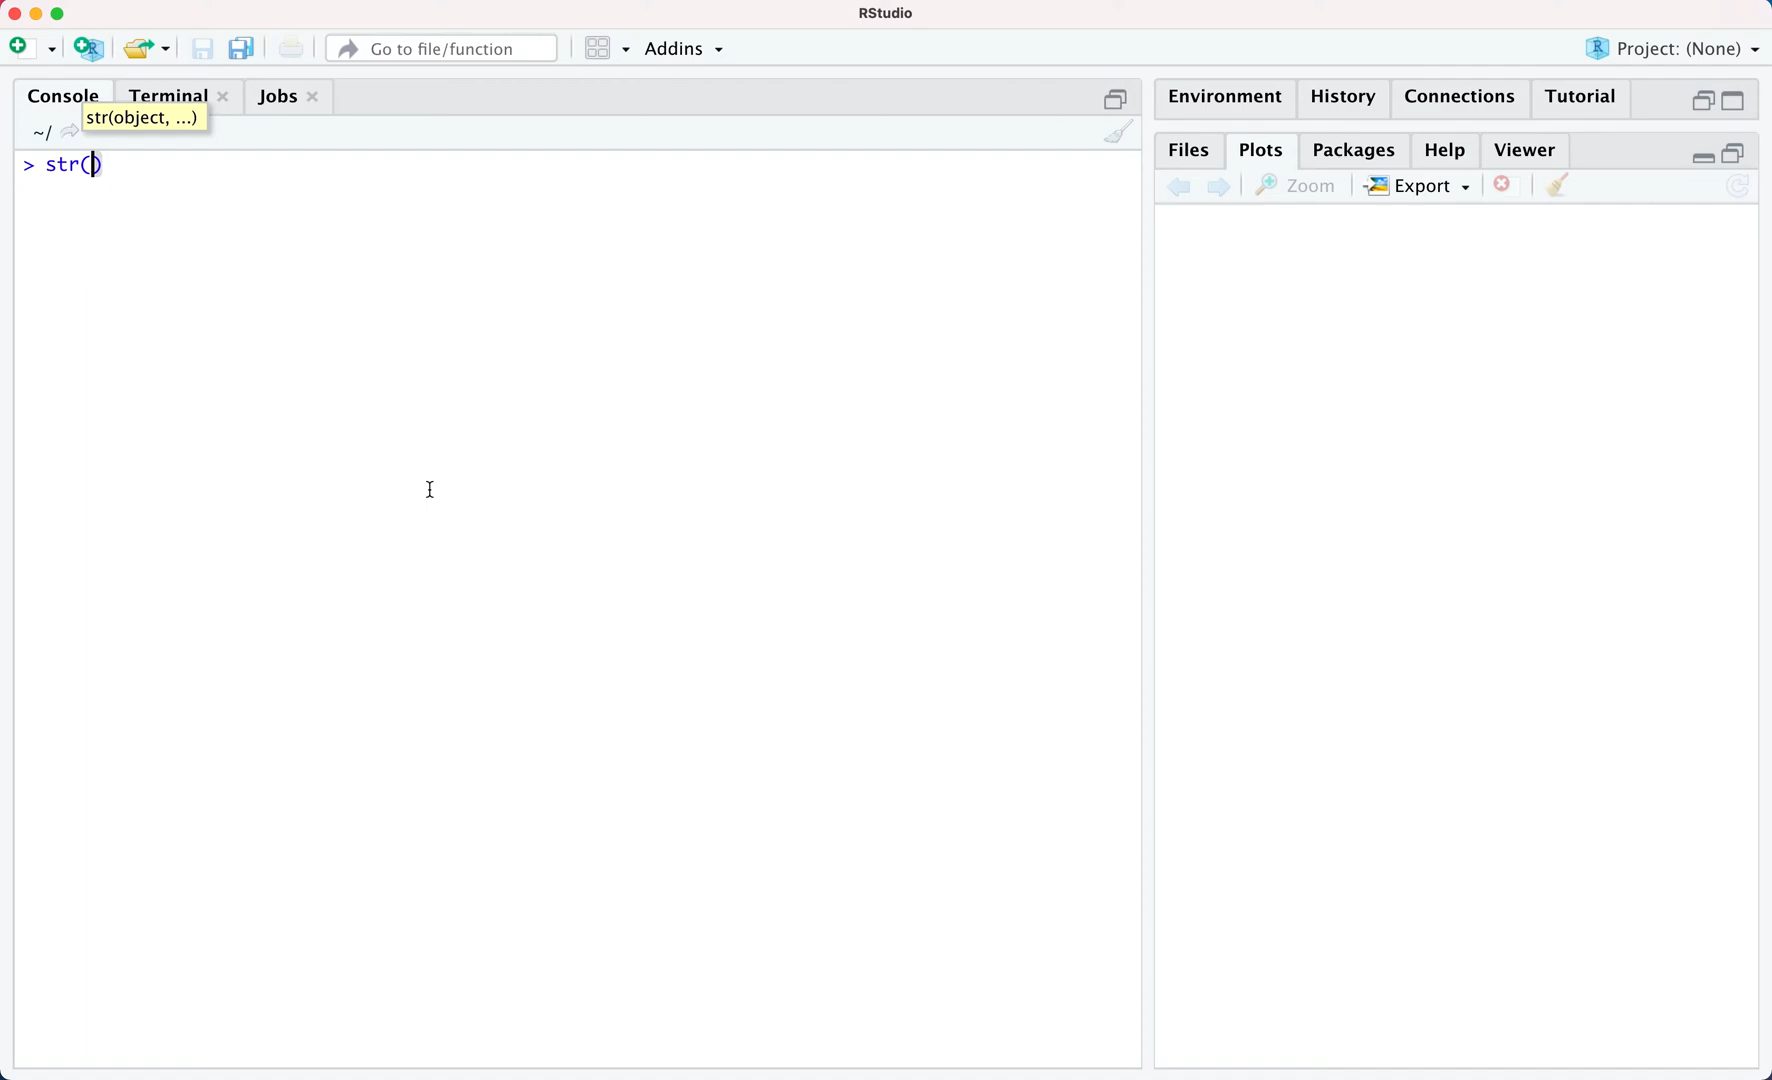 RStudio
Go to file/function
Addins
R Project: (None)
Console
Terminal
Jobs
Environment
History
Connections
Tutorial
str(object, ...)
~/
Files
Plots
Packages
Help
Viewer
> str()
Zoom
Export